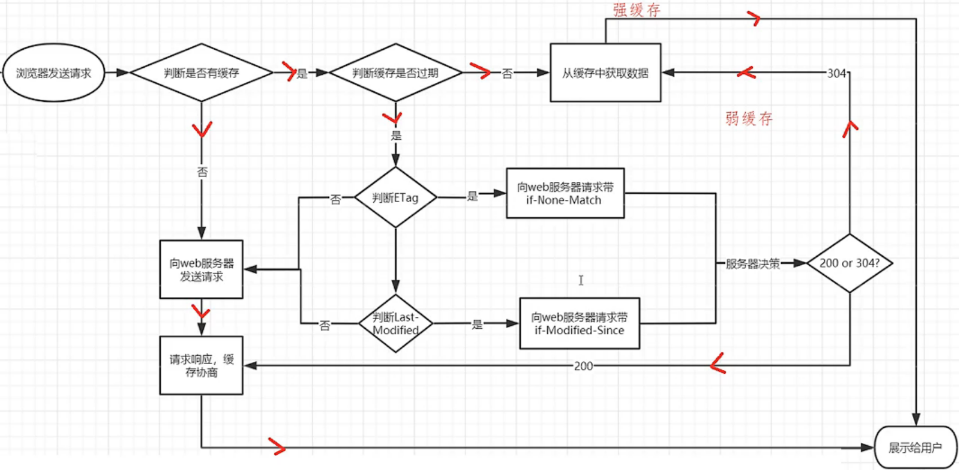 强缓存
浏览器发送请求
判断是否有缓存
是
判断缓存是否过期
否
从缓存中获取数据
304
弱缓存
是
否
判断ETag
否
是
向web服务器请求带
if-None-Match
向web服务器
发送请求
服务器决策
200 or 304?
判断Last-
Modified
否
是
向web服务器请求带
if-Modified-Since
请求响应，缓
存协商
200
展示给用户